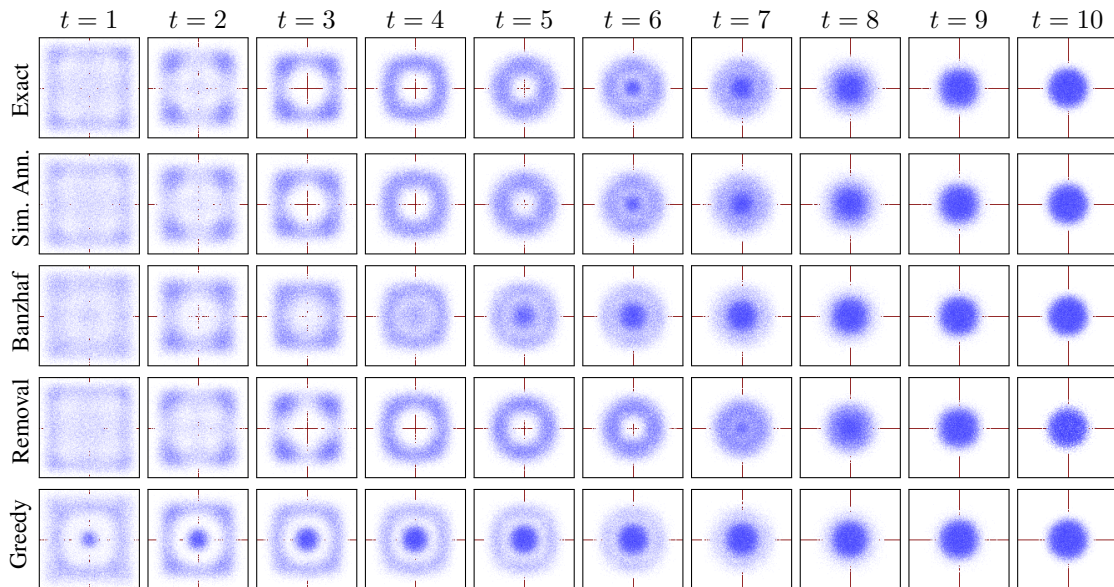 t = 1 t = 2 t = 3 t = 4 t = 5 t = 6 t = 7 t = 8 t = 9 t = 10
Exact
Sim. Ann.
Banzhaf
Removal
Greedy